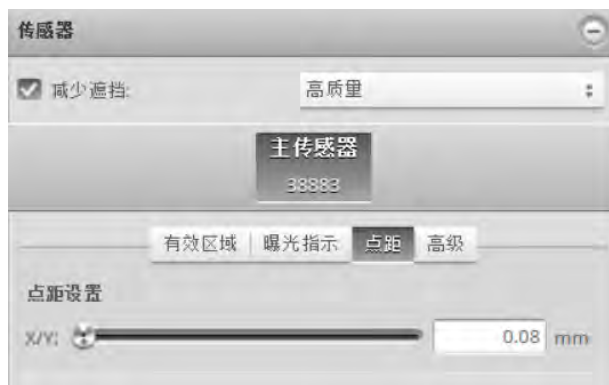 传感器
减少遮挡: 高质量
主传感器
38883
有效区域 曝光指示 点距 高级
点距设置
X/Y: 0.08 mm